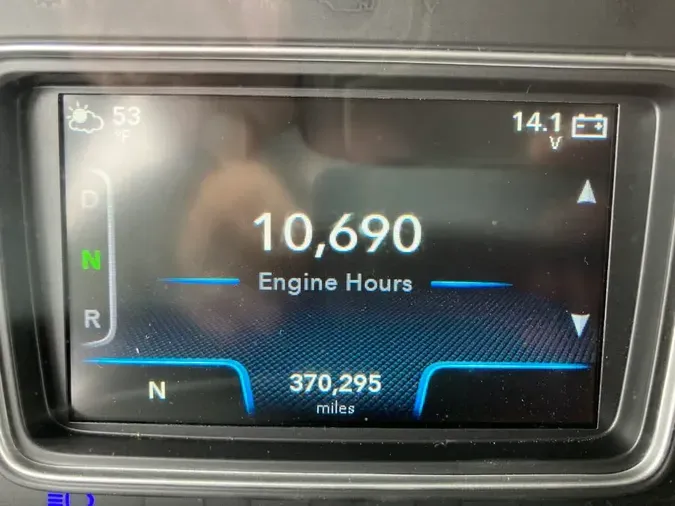 53
°F
14.1
V
D
N
R
10,690
Engine Hours
N
370,295
miles